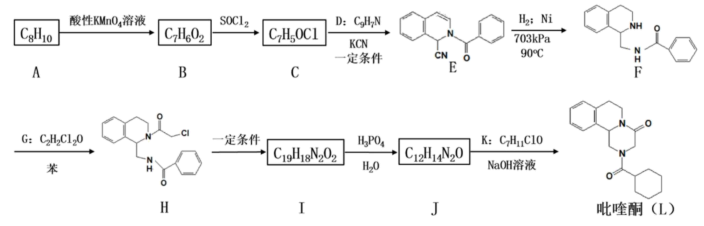 C₈H₁₀ 酸性KMnO₄溶液 C₇H₆O₂ SOCl₂ C₇H₅OCl D: C₉H₇N KCN 一定条件 N O CN H₂; Ni 703kPa 90℃ NH N H O
A B C E F
G: C₂H₂Cl₂O 苯 N O Cl NH O 一定条件 C₁₉H₁₈N₂O₂ H₃PO₄ H₂O C₁₂H₁₄N₂O K: C₇H₁₁ClO NaOH溶液 N O N O
H I J 吡喹酮（L）